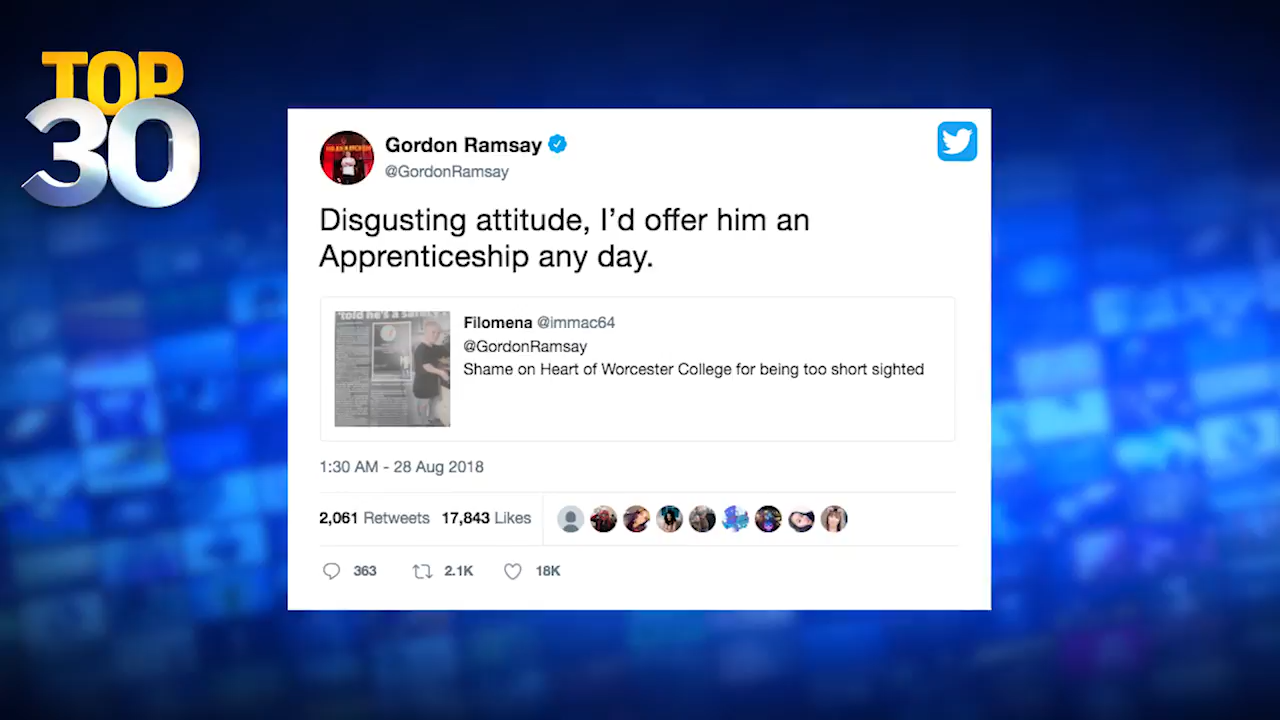 TOP
30
Gordon Ramsay
@GordonRamsay
Disgusting attitude, I'd offer him an
Apprenticeship any day.
told he's a
Filomena @immac64
@GordonRamsay
Shame on Heart of Worcester College for being too short sighted
1:30 AM - 28 Aug 2018
2,061 Retweets 17,843 Likes
363 2.1K 18K